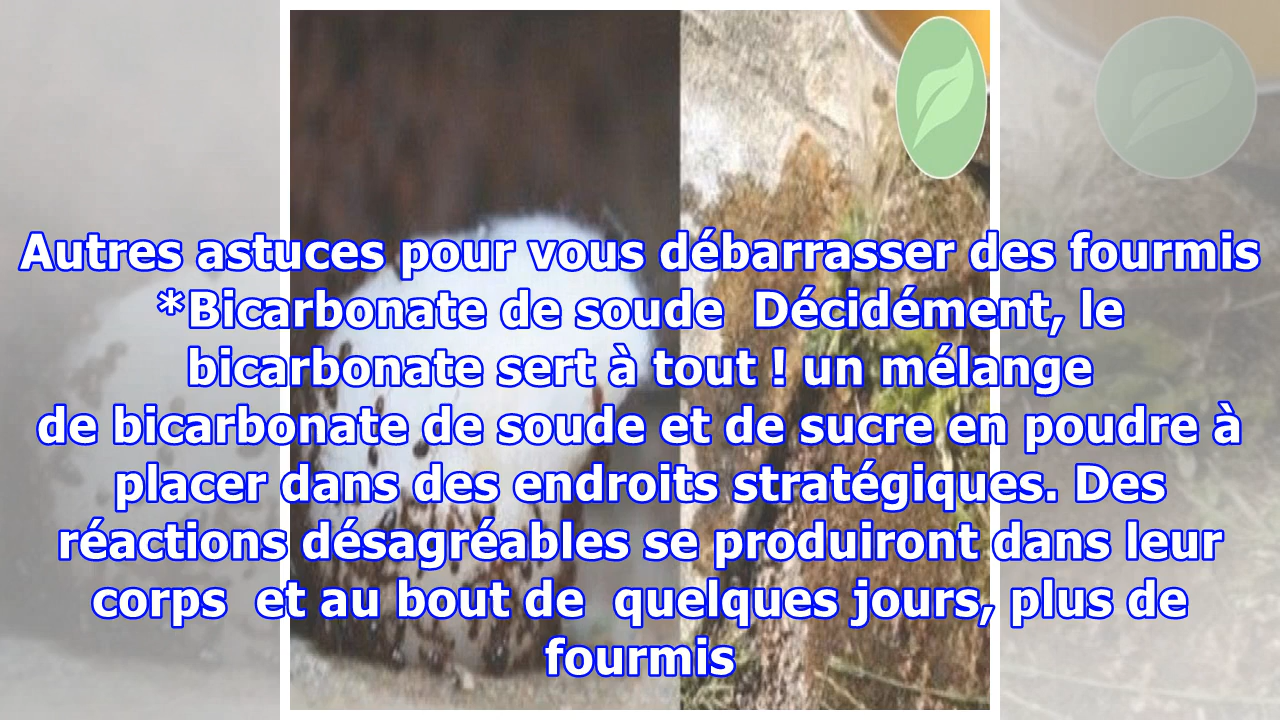 Autres astuces pour vous débarrasser des fourmis
*Bicarbonate de soude  Décidément, le
bicarbonate sert à tout ! un mélange
de bicarbonate de soude et de sucre en poudre à
placer dans des endroits stratégiques. Des
réactions désagréables se produiront dans leur
corps  et au bout de  quelques jours, plus de
fourmis